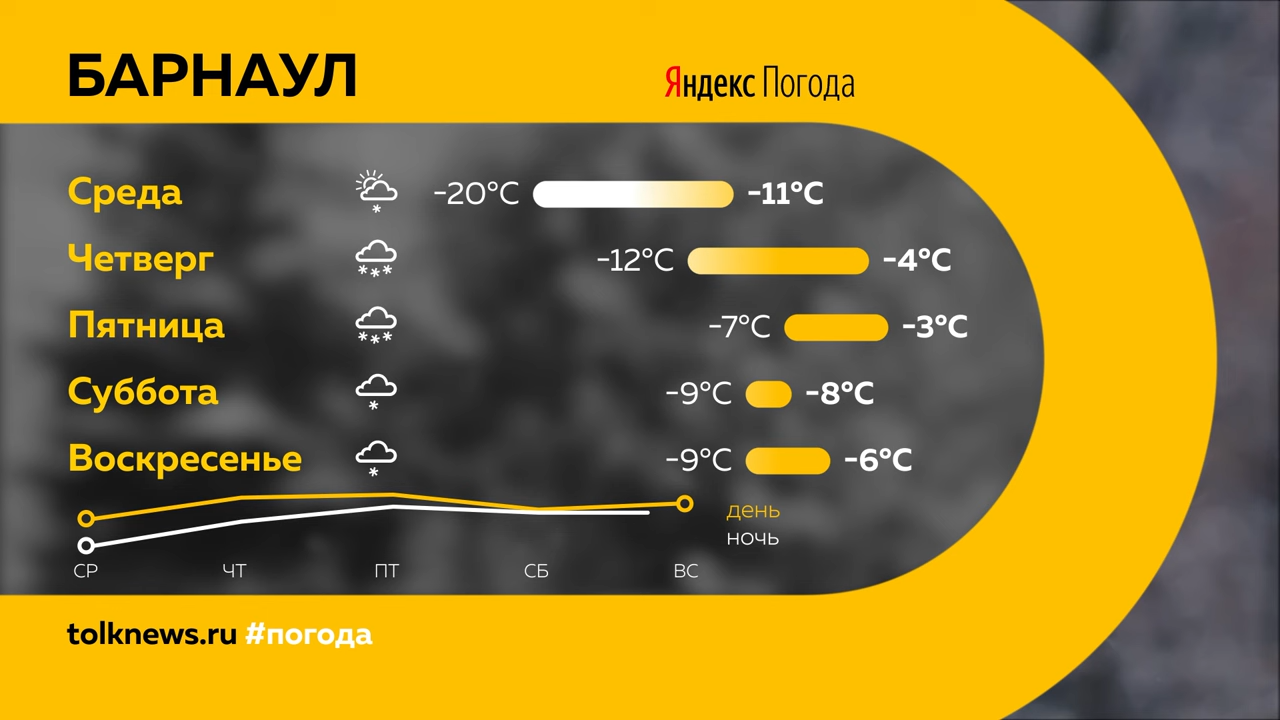 БАРНАУЛ
Яндекс Погода
Среда -20°C -11°C
Четверг -12°C -4°C
Пятница -7°C -3°C
Суббота -9°C -8°C
Воскресенье -9°C -6°C
день
ночь
СР ЧТ ПТ СБ ВС
tolknews.ru #погода